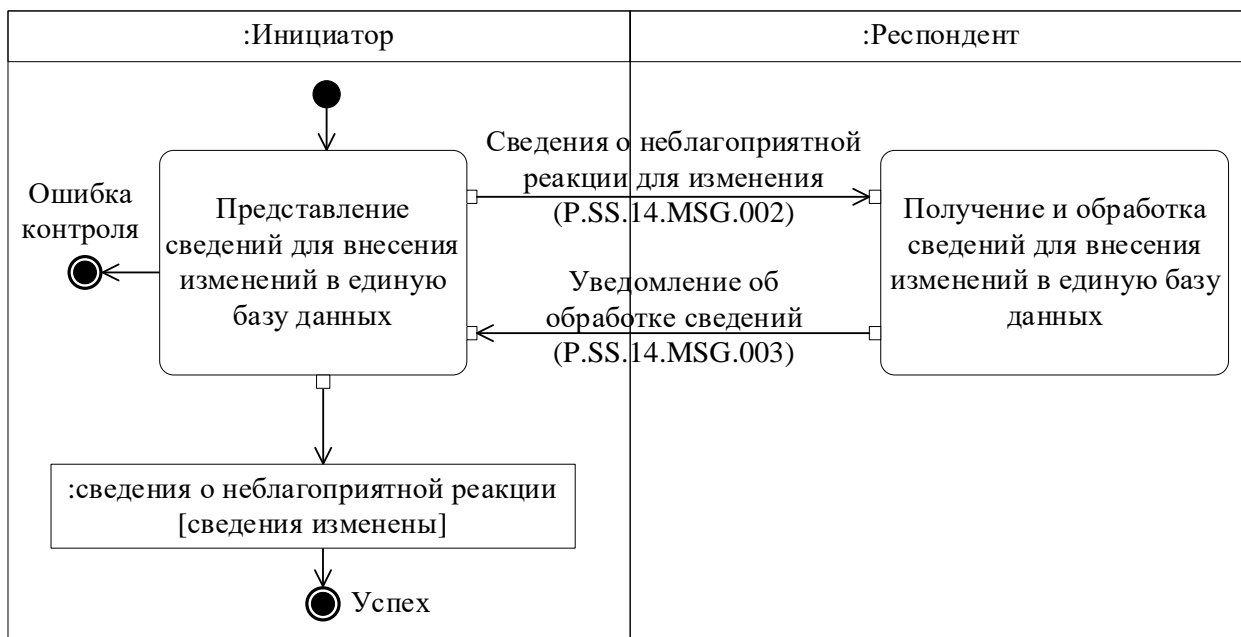 :Инициатор
:Респондент
Сведения о неблагоприятной
реакции для изменения
(P.SS.14.MSG.002)
Ошибка
контроля
Представление
сведений для внесения
изменений в единую
базу данных
Получение и обработка
сведений для внесения
изменений в единую базу
данных
Уведомление об
обработке сведений
(P.SS.14.MSG.003)
:сведения о неблагоприятной реакции
[сведения изменены]
Успех